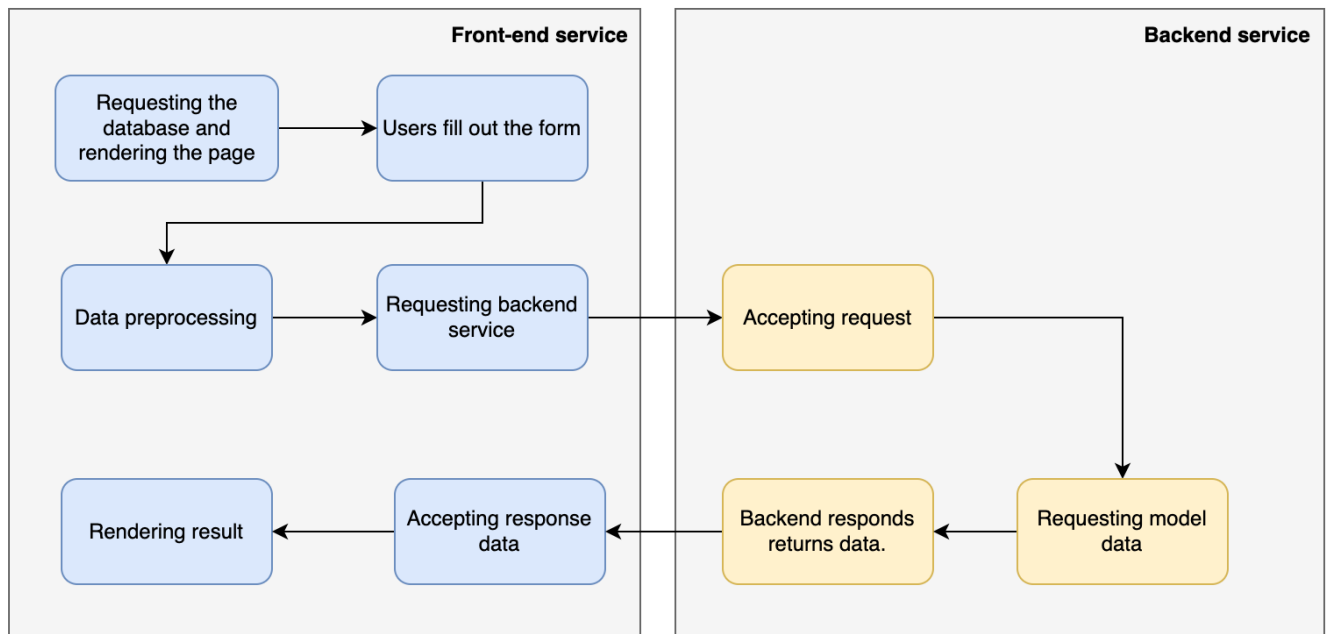 Front-end service
Backend service
Requesting the
database and
rendering the page
Users fill out the form
Data preprocessing
Requesting backend
service
Accepting request
Rendering result
Accepting response
data
Backend responds
returns data.
Requesting model
data